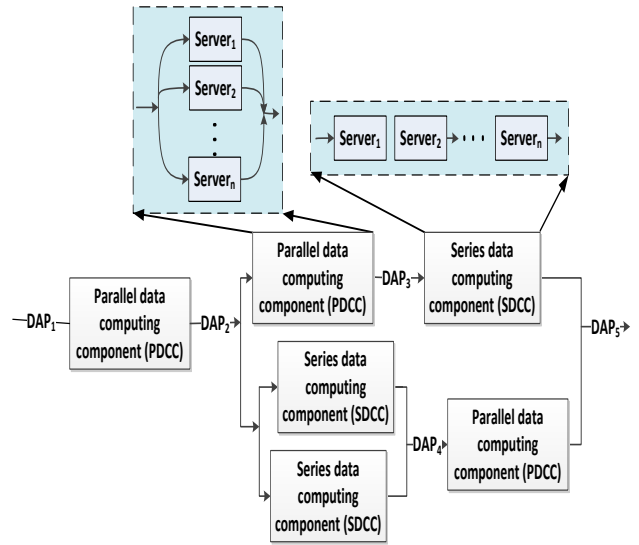 Server1
Server2
Servern
Server1
Server2
Servern
Parallel data
computing
component (PDCC)
DAP3
Series data
computing
component (SDCC)
DAP1
Parallel data
computing
component (PDCC)
DAP2
DAP5
Series data
computing
component (SDCC)
DAP4
Parallel data
computing
component (PDCC)
Series data
computing
component (SDCC)